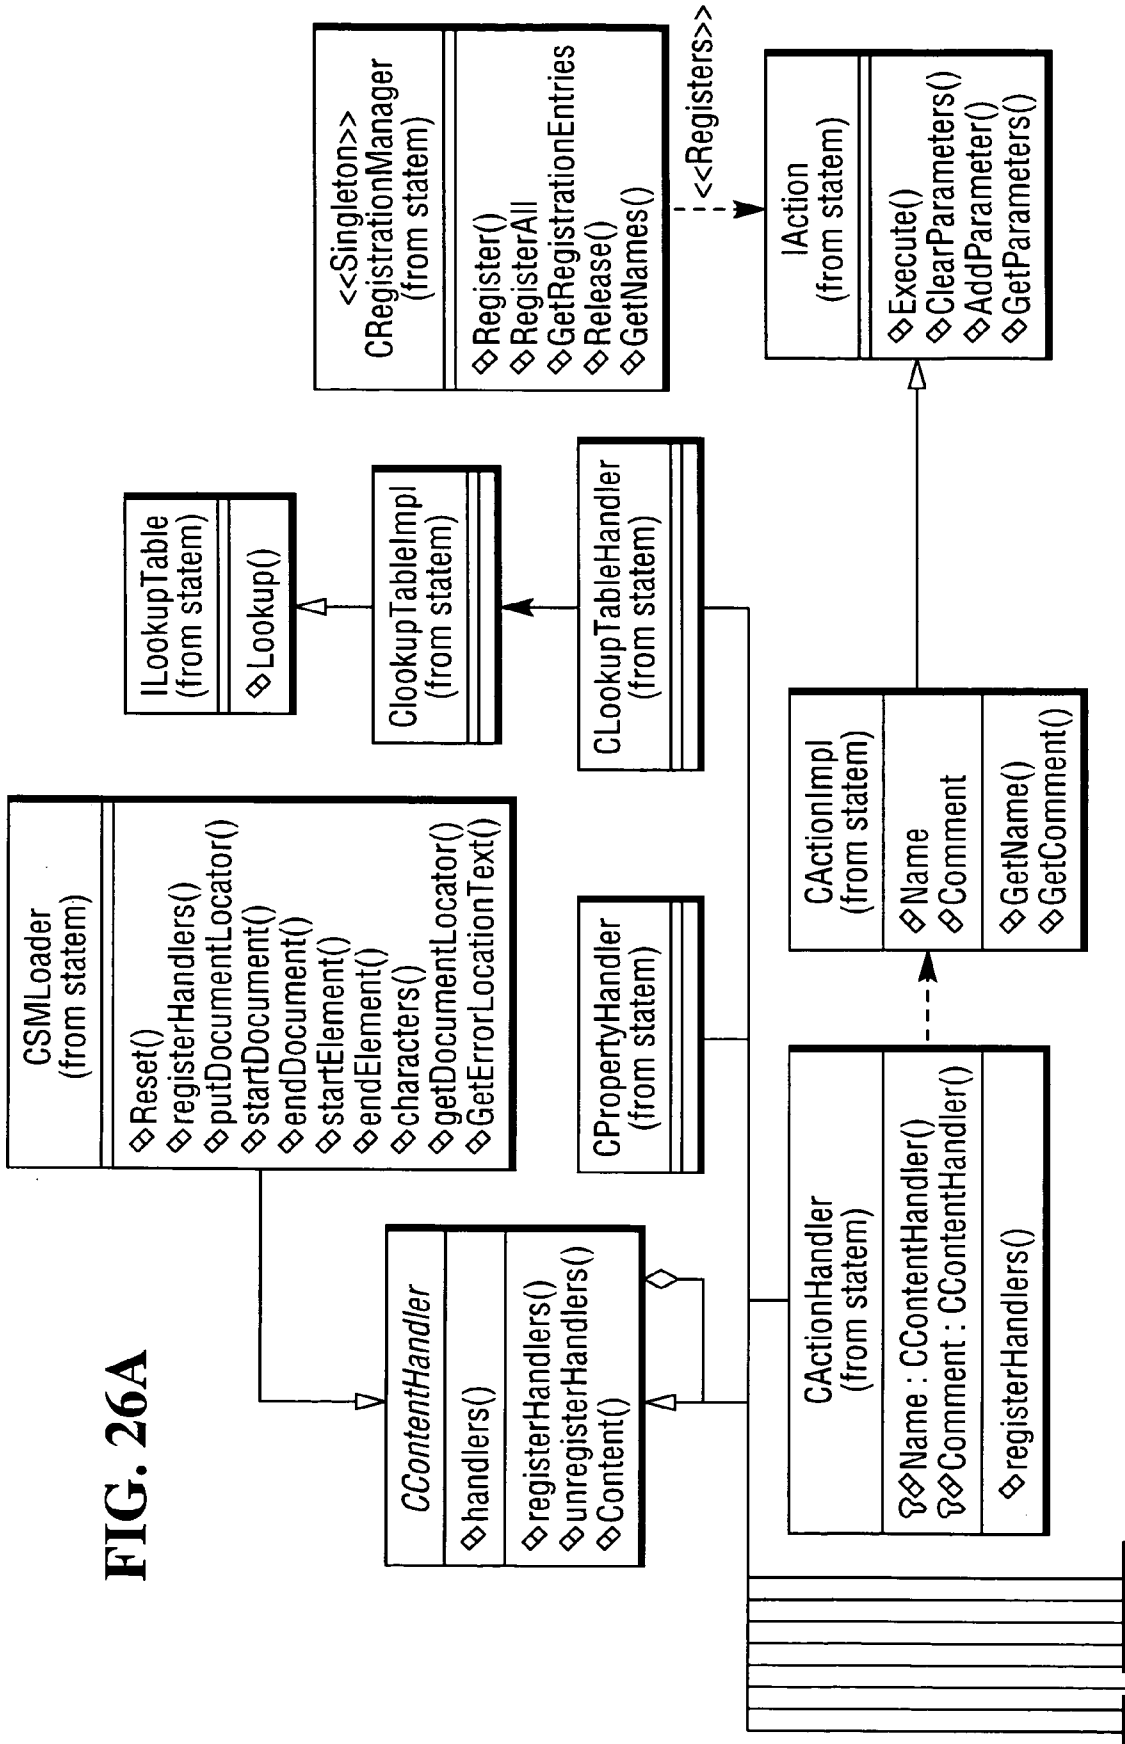 FIG. 26A
CSMLoader
(from statem)
Reset()
registerHandlers()
putDocumentLocator()
startDocument()
endDocument()
startElement()
endElement()
characters()
getDocumentLocator()
GetErrorLocationText()
ILookupTable
(from statem)
Lookup()
<<Singleton>>
CRegistrationManager
(from statem)
Register()
RegisterAll
GetRegistrationEntries
Release()
GetNames()
CContentHandler
handlers()
registerHandlers()
unregisterHandlers()
Content()
ClookupTableImpl
(from statem)
CPropertyHandler
(from statem)
CLookupTableHandler
(from statem)
<<Registers>>
CActionHandler
(from statem)
Name : CContentHandler()
Comment : CContentHandler()
registerHandlers()
CActionImpl
(from statem)
Name
Comment
GetName()
GetComment()
IAction
(from statem)
Execute()
ClearParameters()
AddParameter()
GetParameters()